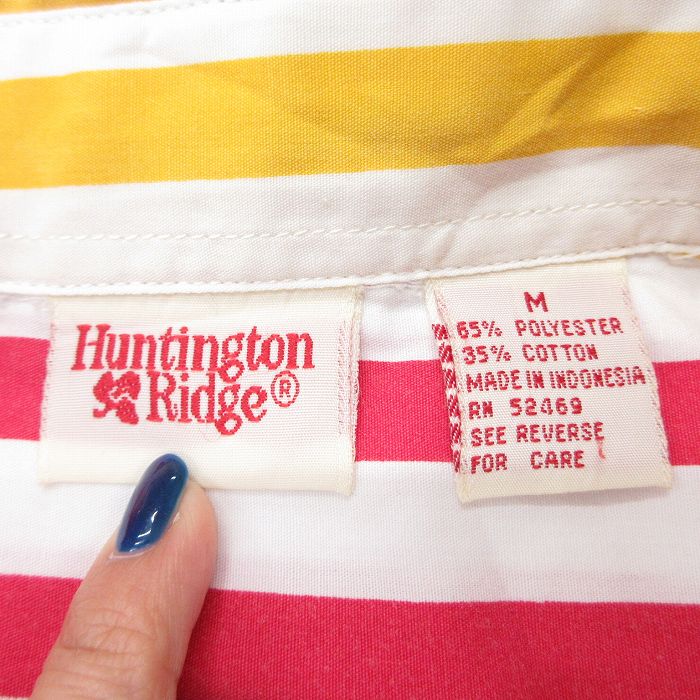 Huntington
Ridge®
M
65% POLYESTER
35% COTTON
MADE IN INDONESIA
RN 52469
SEE REVERSE
FOR CARE